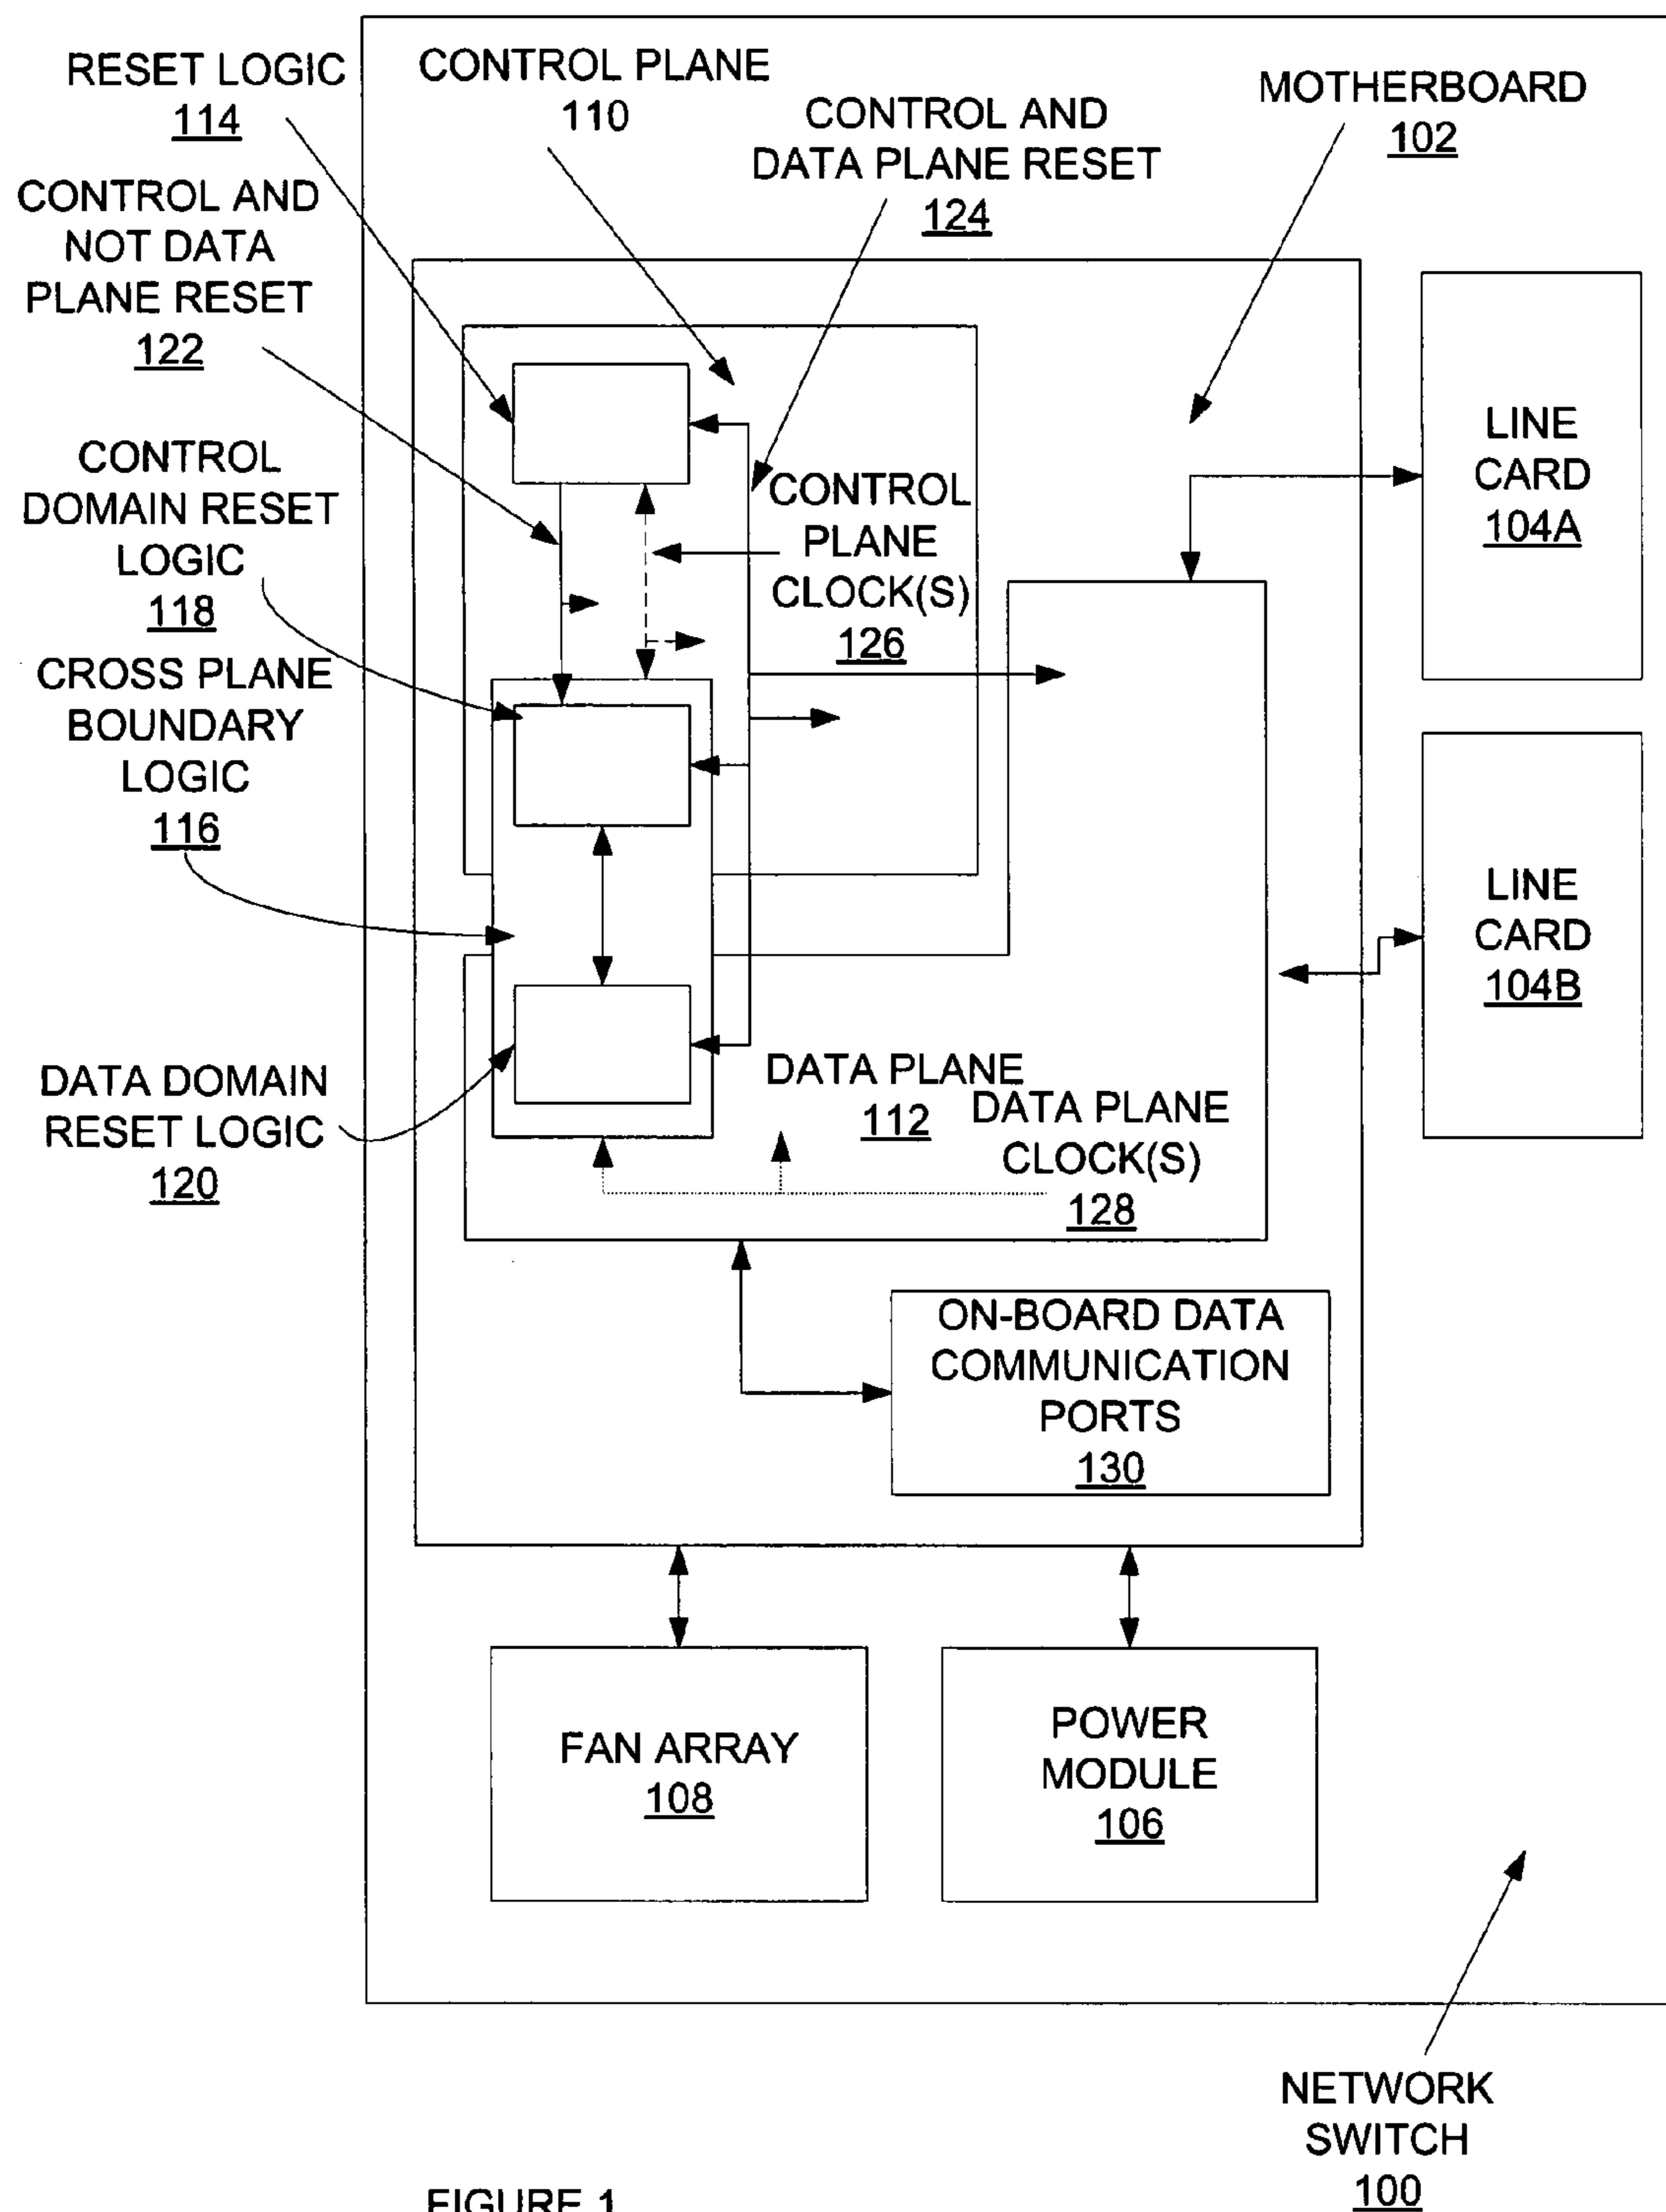 RESET LOGIC
114
CONTROL PLANE
110
CONTROL AND
DATA PLANE RESET
124
MOTHERBOARD
102
CONTROL AND
NOT DATA
PLANE RESET
122
CONTROL
DOMAIN RESET
LOGIC
118
CROSS PLANE
BOUNDARY
LOGIC
116
DATA DOMAIN
RESET LOGIC
120
CONTROL
PLANE
CLOCK(S)
126
DATA PLANE
112
DATA PLANE
CLOCK(S)
128
LINE
CARD
104A
LINE
CARD
104B
ON-BOARD DATA
COMMUNICATION
PORTS
130
FAN ARRAY
108
POWER
MODULE
106
NETWORK
SWITCH
100
FIGURE 1